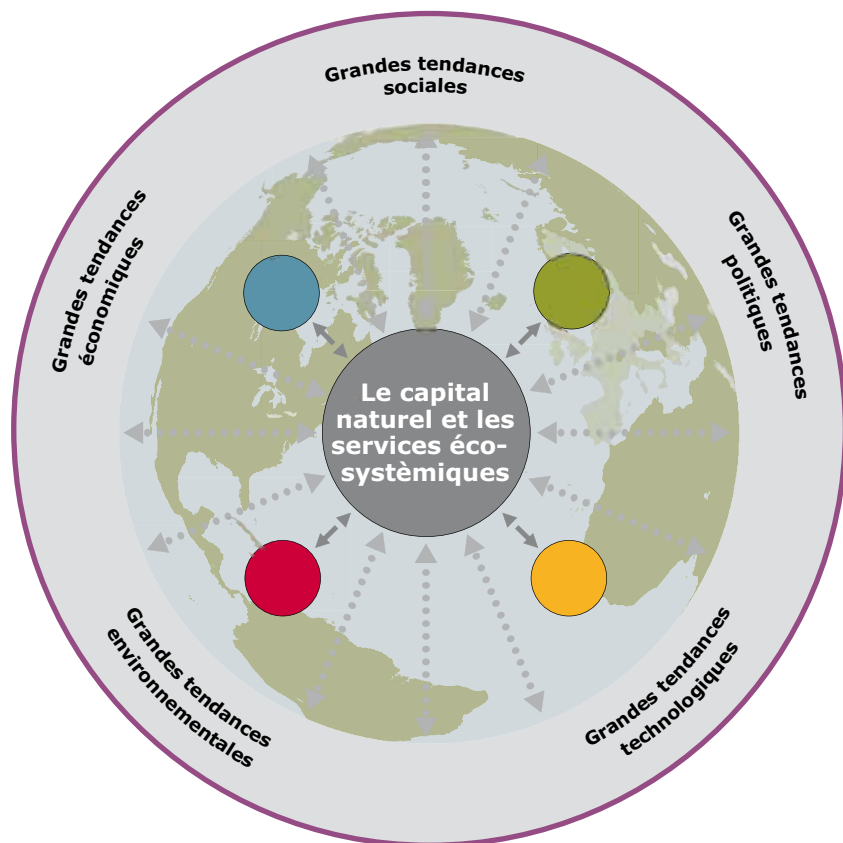 Grandes tendances
sociales
Grandes tendances
économiques
Grandes tendances
politiques
Le capital
naturel et les
services éco-
systèmiques
Grandes tendances
environnementales
Grandes tendances
technologiques